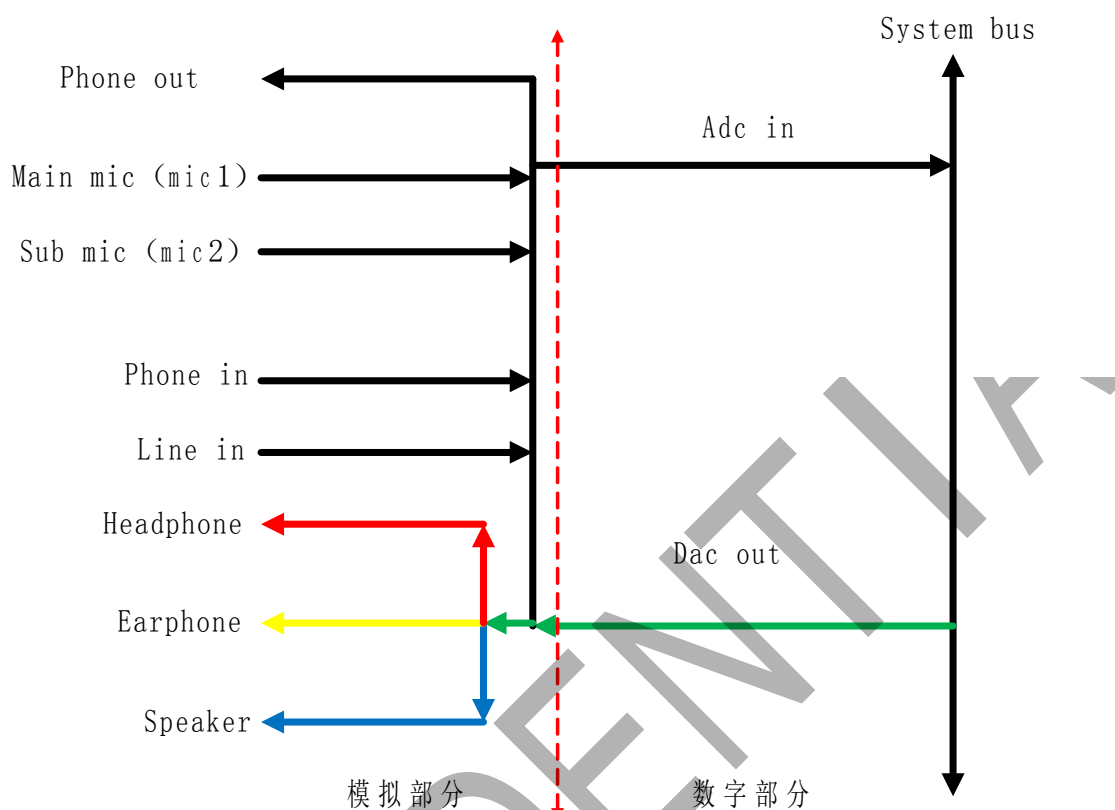 System bus
Phone out
Adc in
Main mic (mic1)
Sub mic (mic2)
Phone in
Line in
Headphone
Dac out
Earphone
Speaker
模拟部分
数字部分